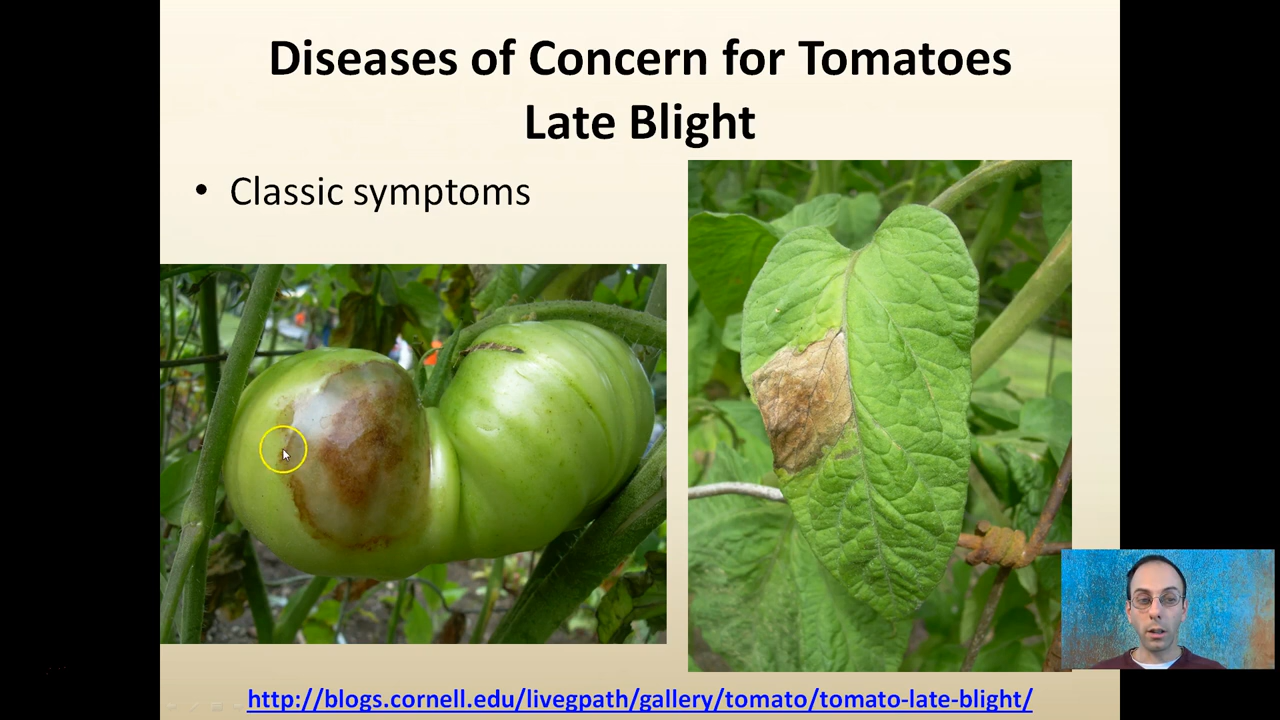 Diseases of Concern for Tomatoes
Late Blight
• Classic symptoms
http://blogs.cornell.edu/livegpath/gallery/tomato/tomato-late-blight/